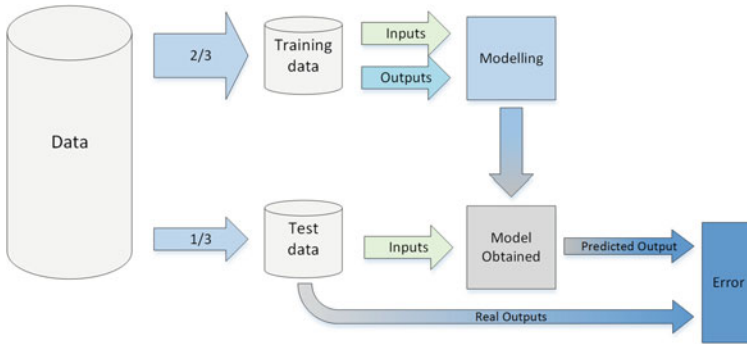 Data
2/3
Training
data
Inputs
Outputs
Modelling
1/3
Test
data
Inputs
Model
Obtained
Predicted Output
Real Outputs
Error